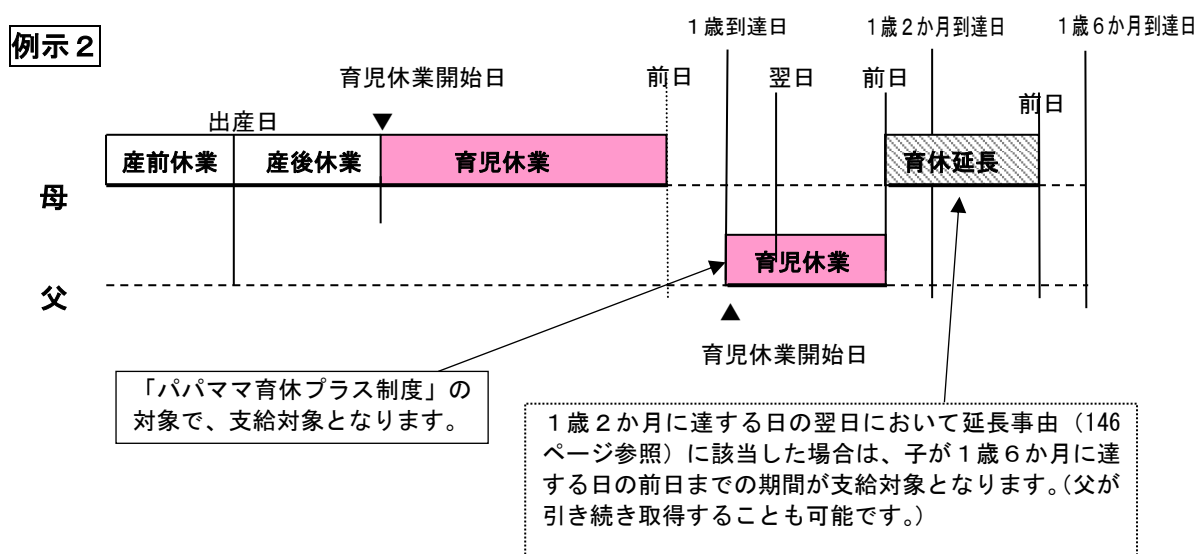 例示２
１歳到達日
１歳２か月到達日
１歳６か月到達日
育児休業開始日
前日
翌日
前日
前日
出産日
産前休業
産後休業
育児休業
育休延長
母
育児休業
父
育児休業開始日
「パパママ育休プラス制度」の
対象で、支給対象となります。
１歳２か月に達する日の翌日において延長事由（146
ページ参照）に該当した場合は、子が１歳６か月に達
する日の前日までの期間が支給対象となります。（父が
引き続き取得することも可能です。）